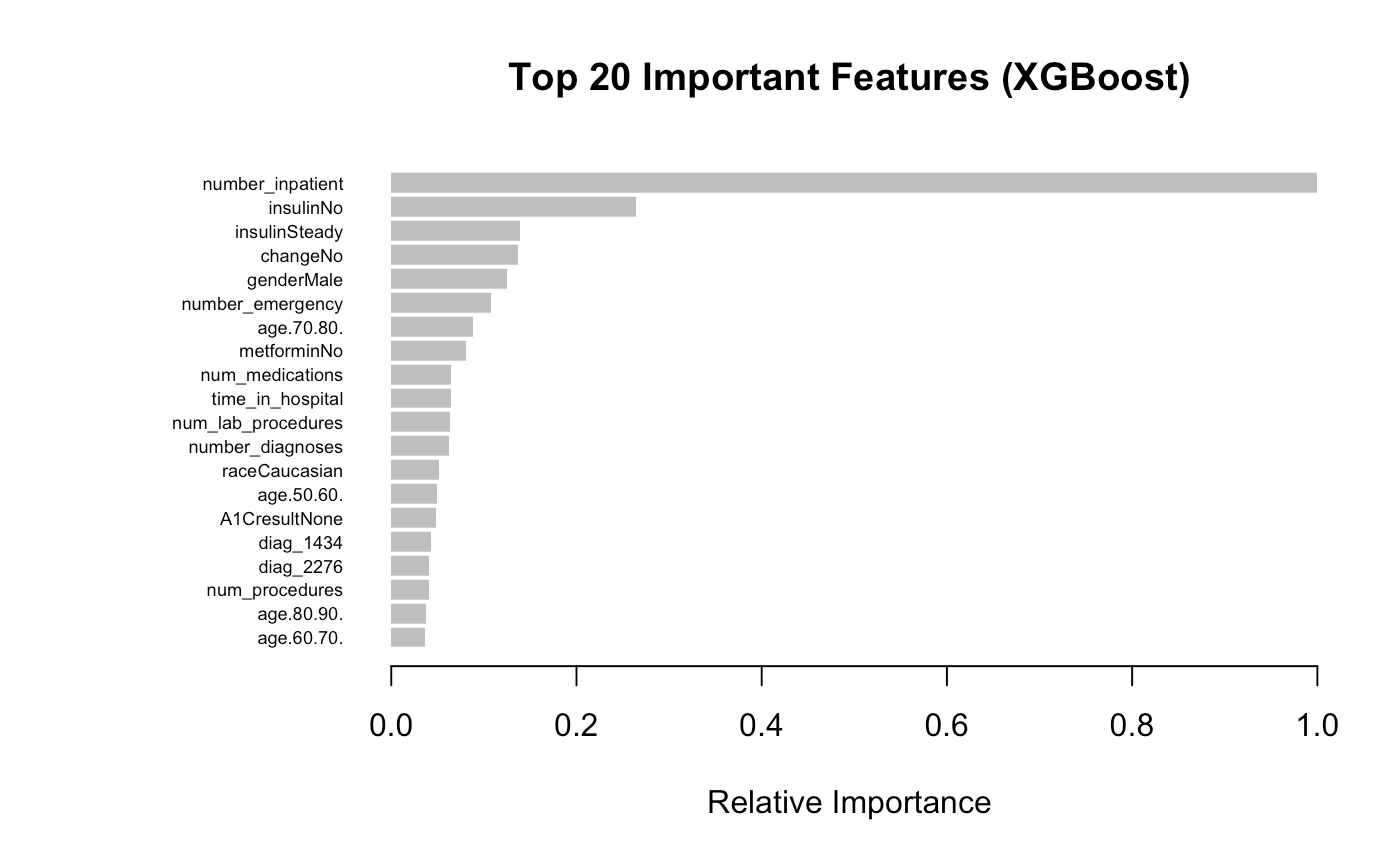 Top 20 Important Features (XGBoost)
number_inpatient
insulinNo
insulinSteady
changeNo
genderMale
number_emergency
age.70.80.
metforminNo
num_medications
time_in_hospital
num_lab_procedures
number_diagnoses
raceCaucasian
age.50.60.
A1CresultNone
diag_1434
diag_2276
num_procedures
age.80.90.
age.60.70.
0.0 0.2 0.4 0.6 0.8 1.0
Relative Importance